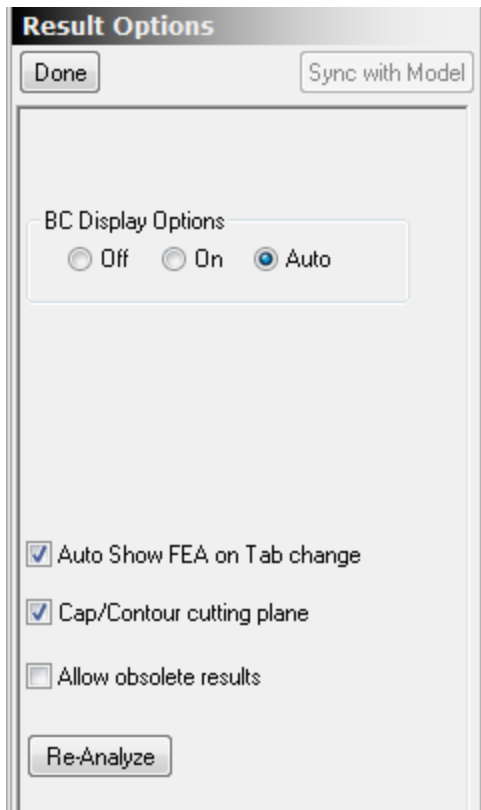 Result Options
Done Sync with Model
BC Display Options
Off On Auto
Auto Show FEA on Tab change
Cap/Contour cutting plane
Allow obsolete results
Re-Analyze